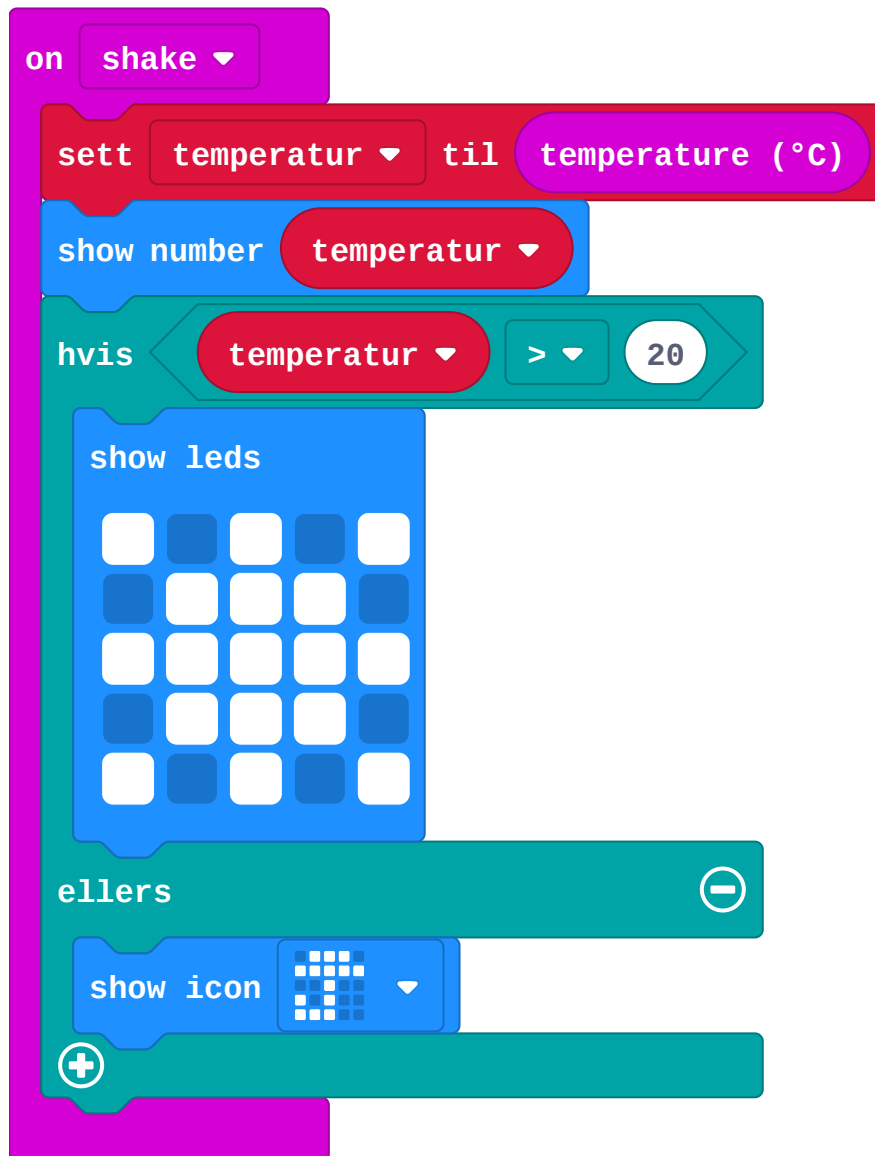 on shake
sett temperatur til temperature (°C)
show number temperatur
hvis temperatur > 20
show leds
ellers
show icon